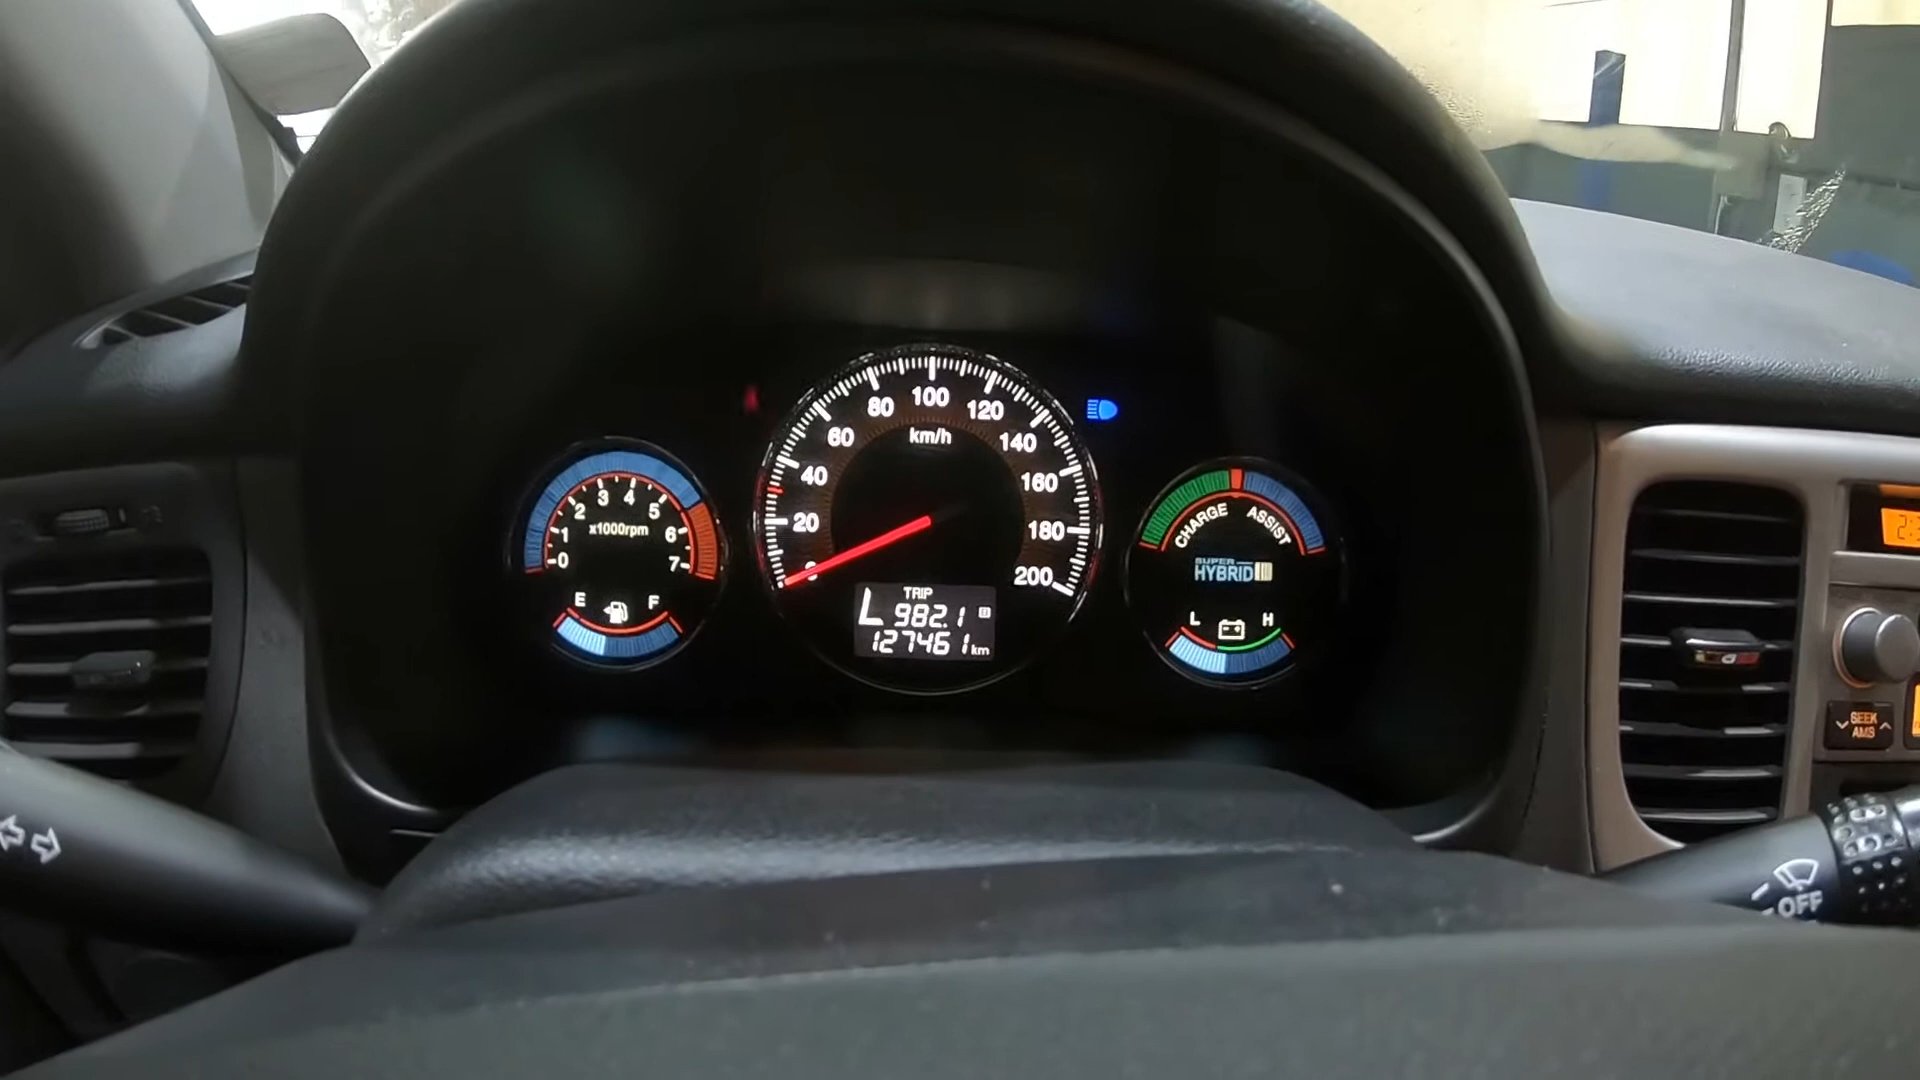 0 1 2 3 4 5 6 7
x1000rpm
E F
0 20 40 60 80 100 120 140 160 180 200
km/h
TRIP
L 982.1
127461 km
CHARGE ASSIST
SUPER
HYBRID
L H
SEEK
AMS
OFF